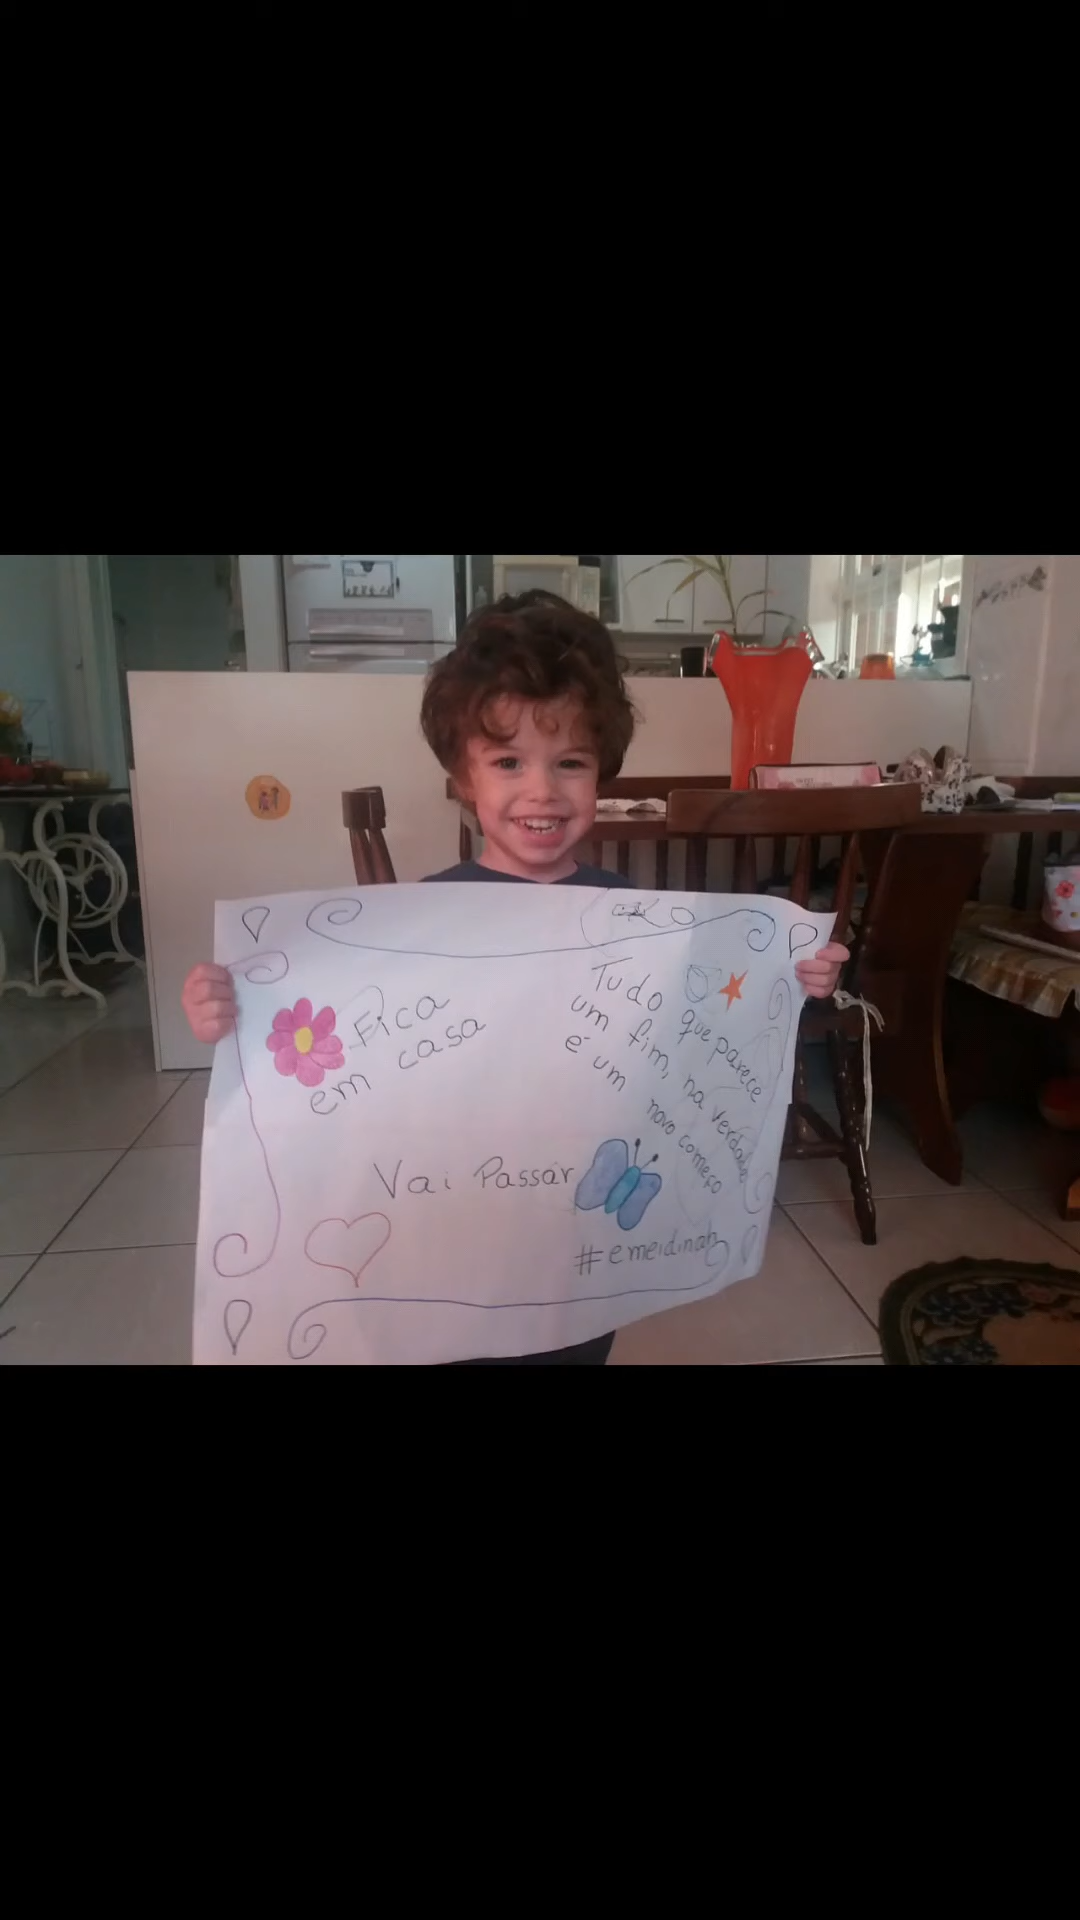 Fica
em casa
Tudo que parece
um fim, na verdade
é um novo começo
Vai Passar
#emeidinah